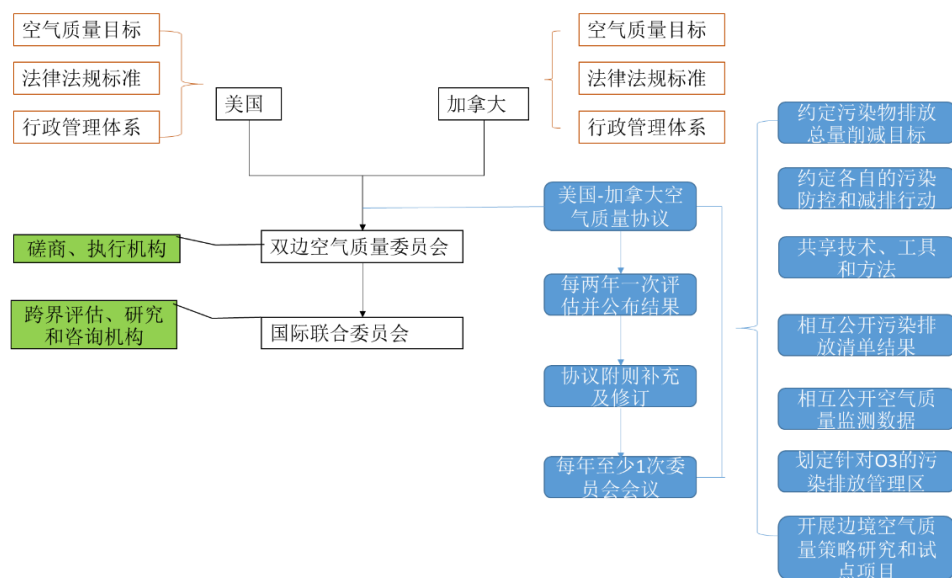 空气质量目标
法律法规标准
行政管理体系
美国
加拿大
空气质量目标
法律法规标准
行政管理体系
磋商、执行机构
双边空气质量委员会
跨界评估、研究
和咨询机构
国际联合委员会
美国-加拿大空
气质量协议
每两年一次评
估并公布结果
协议附则补充
及修订
每年至少1次委
员会会议
约定污染物排放
总量削减目标
约定各自的污染
防控和减排行动
共享技术、工具
和方法
相互公开污染排
放清单结果
相互公开空气质
量监测数据
划定针对O3的污
染排放管理区
开展边境空气质
量策略研究和试
点项目